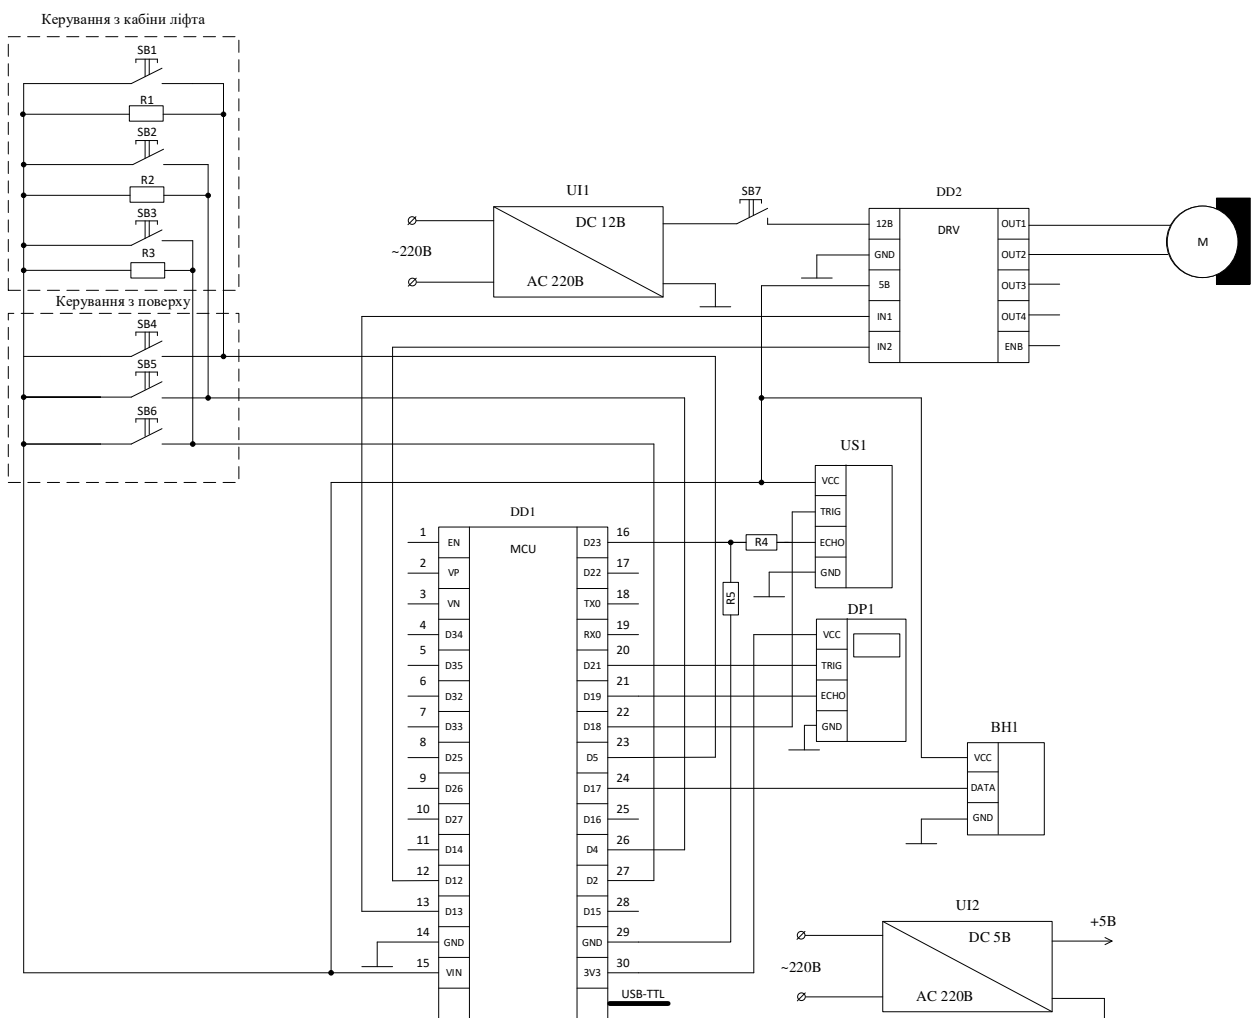 Керування з кабіни ліфта
SB1
R1
SB2
R2
SB3
R3
Керування з поверху
SB4
SB5
SB6
UI1
DC 12В
AC 220В
~220В
SB7
DD2
DRV
12В
GND
5В
IN1
IN2
OUT1
OUT2
OUT3
OUT4
ENB
M
US1
VCC
TRIG
ECHO
GND
R4
R5
DP1
VCC
TRIG
ECHO
GND
BH1
VCC
DATA
GND
DD1
MCU
1 EN
2 VP
3 VN
4 D34
5 D35
6 D32
7 D33
8 D25
9 D26
10 D27
11 D14
12 D12
13 D13
14 GND
15 VIN
D23 16
D22 17
TX0 18
RX0 19
D21 20
D19 21
D18 22
D5 23
D17 24
D16 25
D4 26
D2 27
D15 28
GND 29
3V3 30
USB-TTL
UI2
DC 5В
AC 220В
~220В
+5В